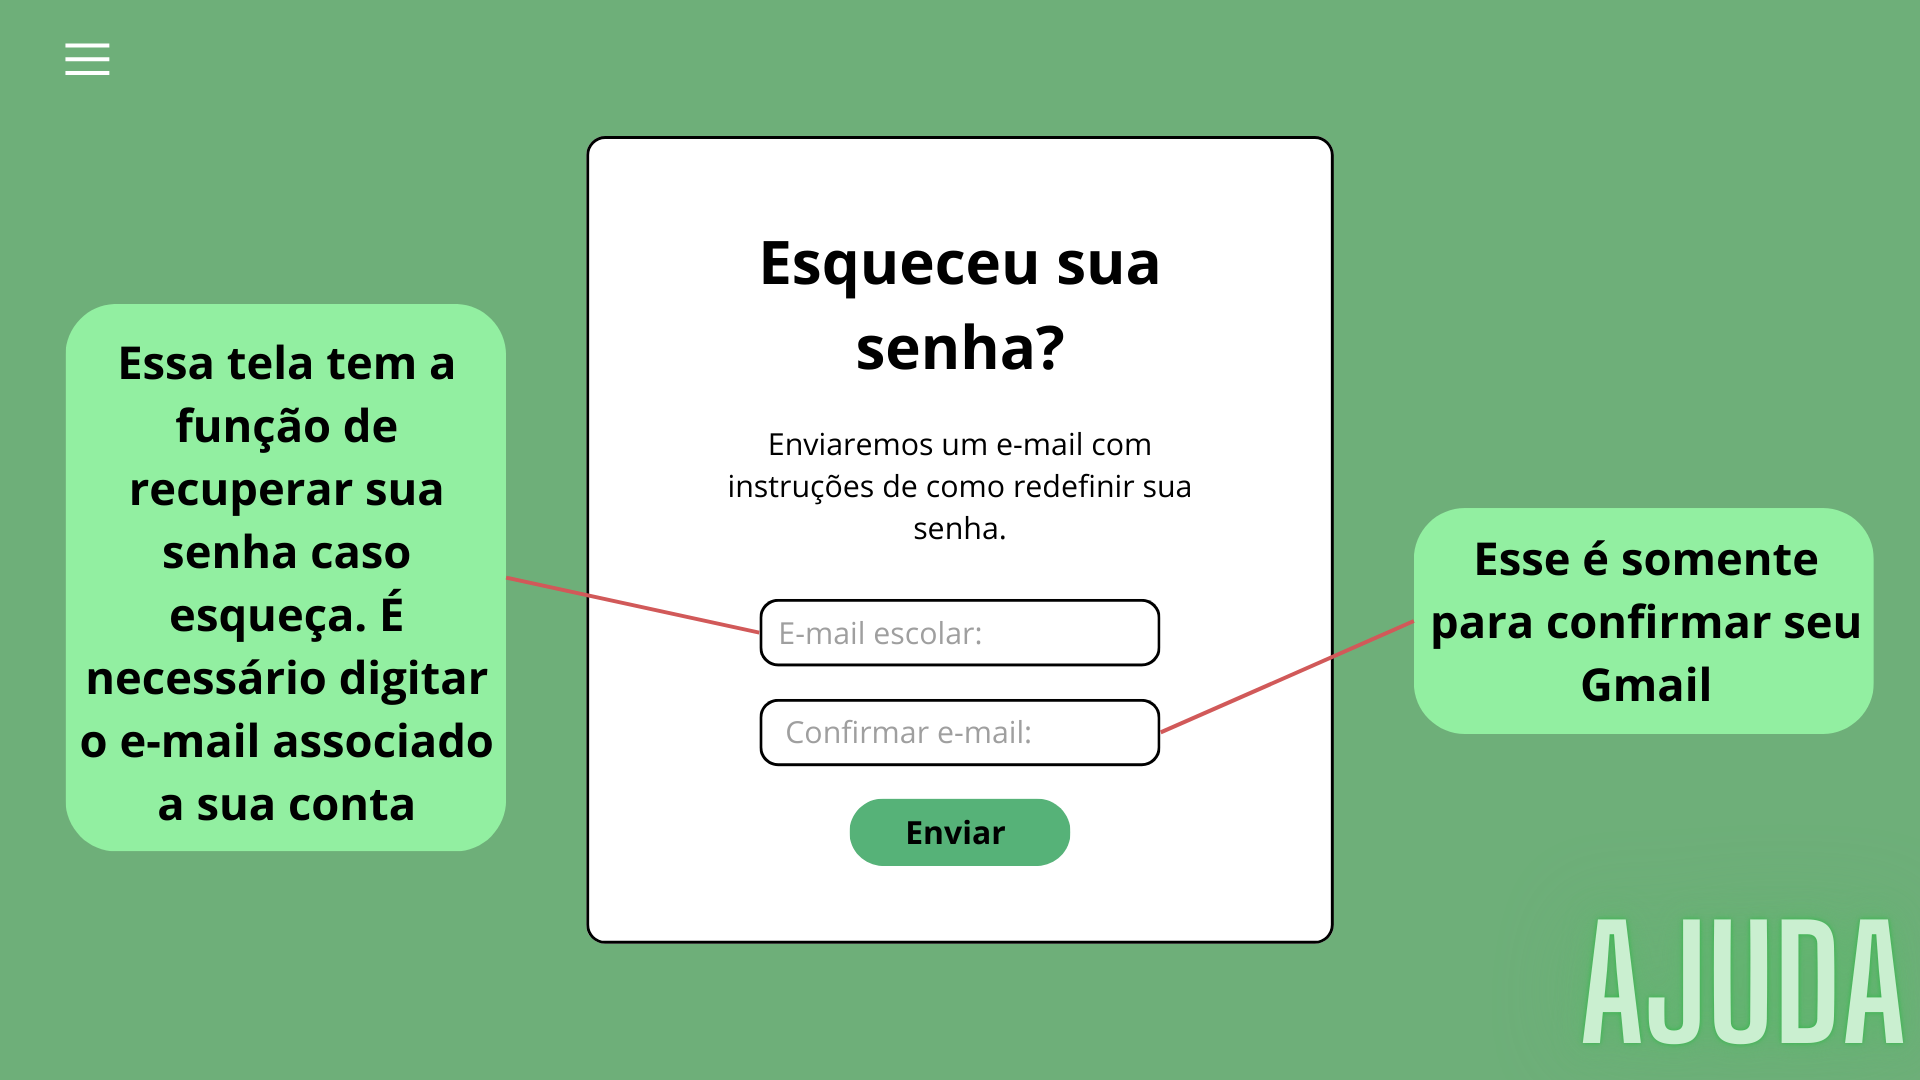 Esqueceu sua
senha?
Enviaremos um e-mail com
instruções de como redefinir sua
senha.
E-mail escolar:
Confirmar e-mail:
Enviar
Essa tela tem a
função de
recuperar sua
senha caso
esqueça. É
necessário digitar
o e-mail associado
a sua conta
Esse é somente
para confirmar seu
Gmail
AJUDA